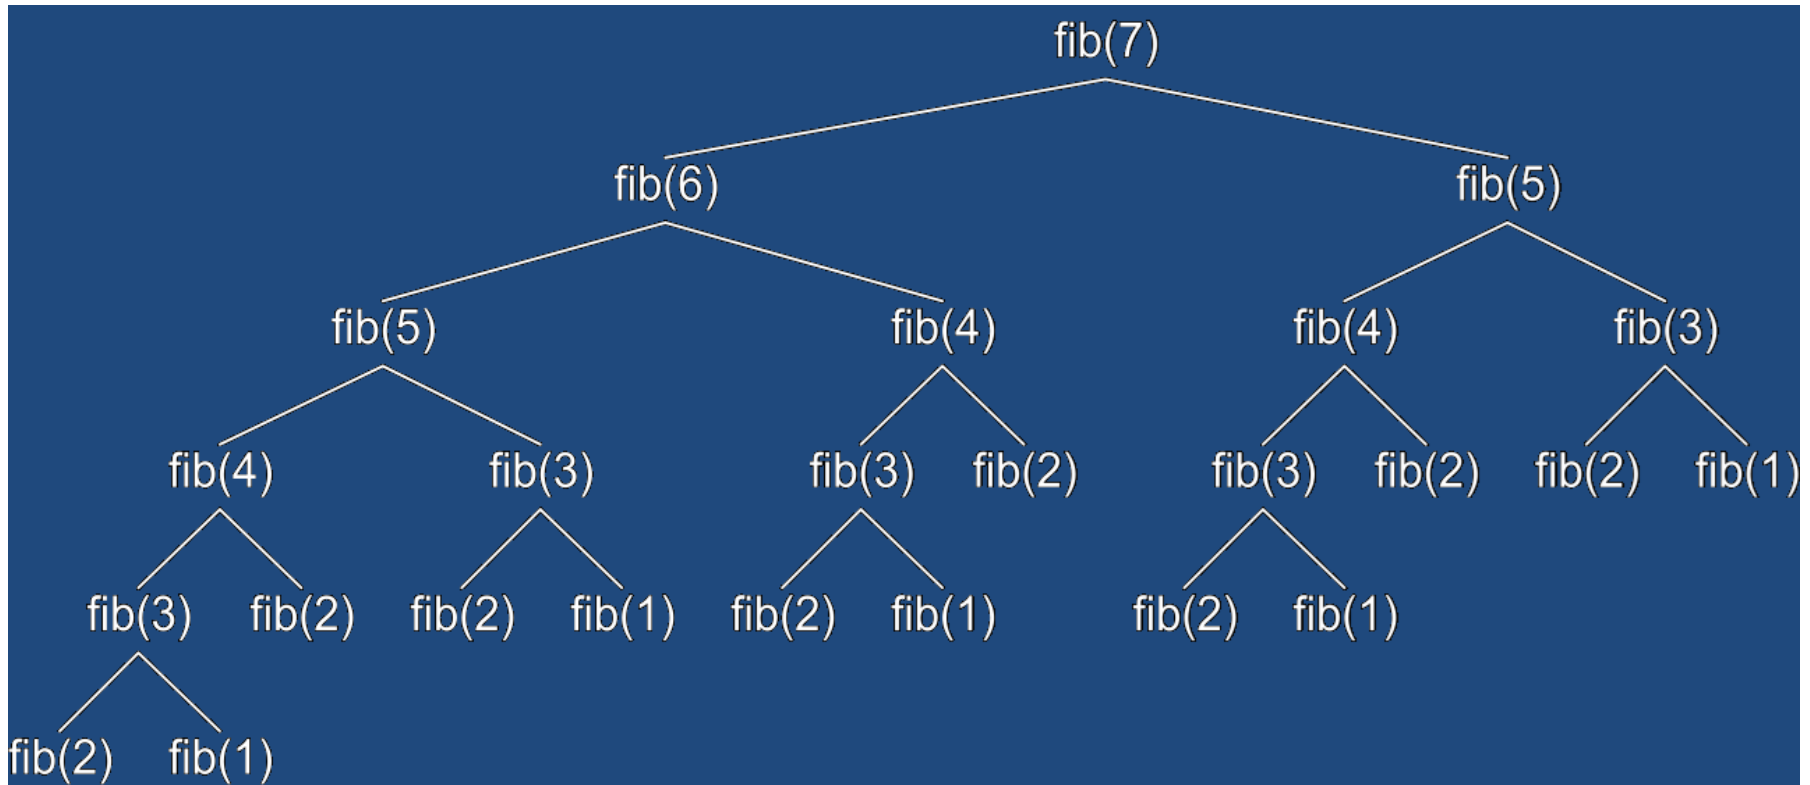 fib(7)
fib(6) fib(5)
fib(5) fib(4) fib(4) fib(3)
fib(4) fib(3) fib(3) fib(2) fib(3) fib(2) fib(2) fib(1)
fib(3) fib(2) fib(2) fib(1) fib(2) fib(1) fib(2) fib(1)
fib(2) fib(1)